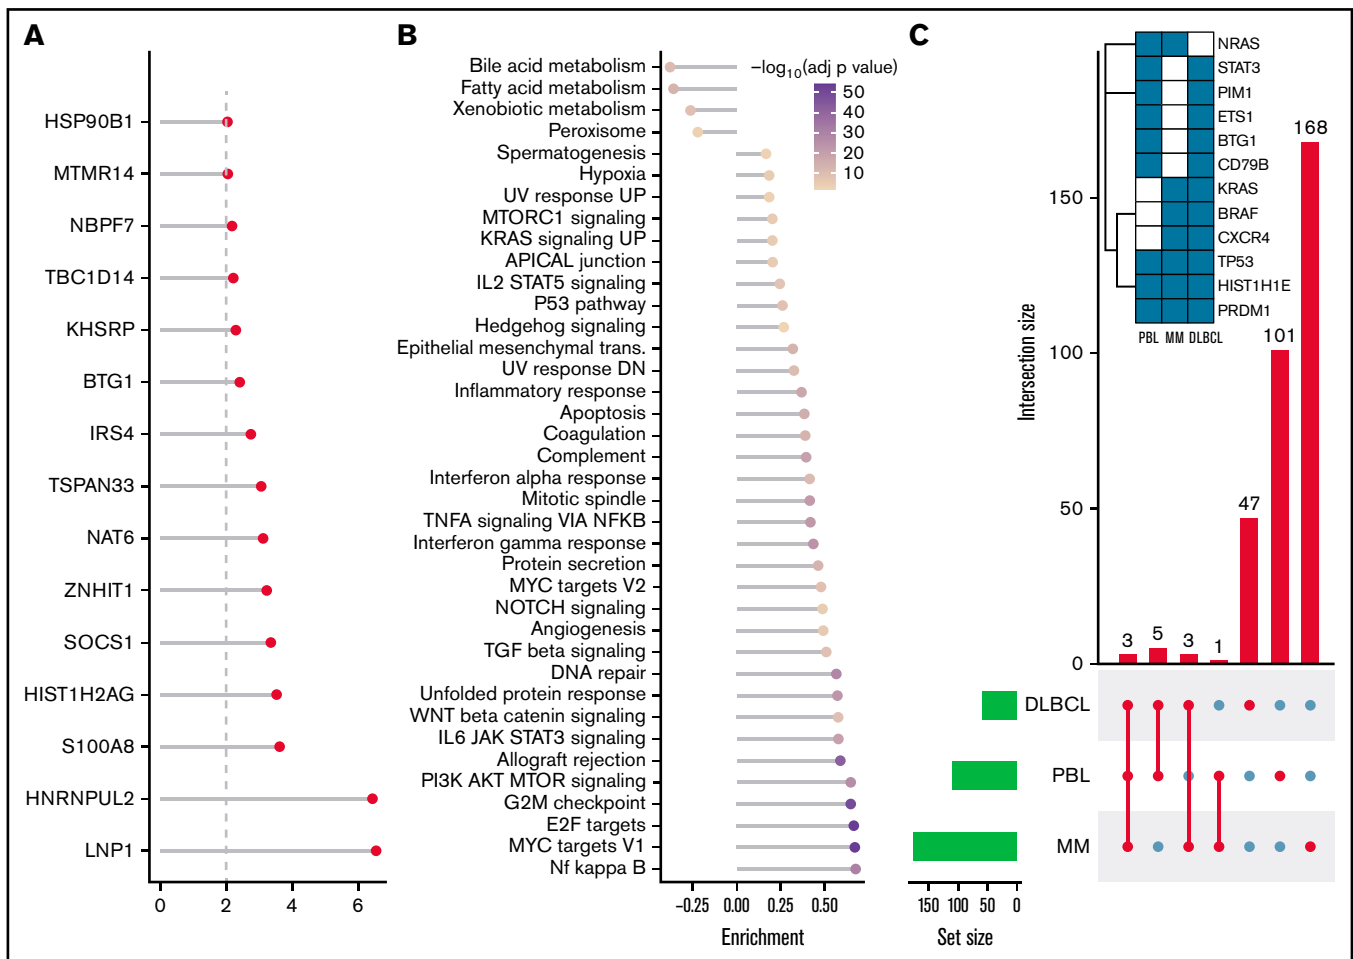 A
HSP90B1
MTMR14
NBPF7
TBC1D14
KHSRP
BTG1
IRS4
TSPAN33
NAT6
ZNHIT1
SOCS1
HIST1H2AG
S100A8
HNRNPUL2
LNP1
0 2 4 6
B
Bile acid metabolism
Fatty acid metabolism
Xenobiotic metabolism
Peroxisome
Spermatogenesis
Hypoxia
UV response UP
MTORC1 signaling
KRAS signaling UP
APICAL junction
IL2 STAT5 signaling
P53 pathway
Hedgehog signaling
Epithelial mesenchymal trans.
UV response DN
Inflammatory response
Apoptosis
Coagulation
Complement
Interferon alpha response
Mitotic spindle
TNFA signaling VIA NFKB
Interferon gamma response
Protein secretion
MYC targets V2
NOTCH signaling
Angiogenesis
TGF beta signaling
DNA repair
Unfolded protein response
WNT beta catenin signaling
IL6 JAK STAT3 signaling
Allograft rejection
PI3K AKT MTOR signaling
G2M checkpoint
E2F targets
MYC targets V1
Nf kappa B
−0.25 0.00 0.25 0.50
Enrichment
−log10(adj p value)
50
40
30
20
10
C
NRAS
STAT3
PIM1
ETS1
BTG1
CD79B
KRAS
BRAF
CXCR4
TP53
HIST1H1E
PRDM1
PBL MM DLBCL
Intersection size
150
100
50
0
3 5 3 1 47 101 168
DLBCL
PBL
MM
150 100 50 0
Set size